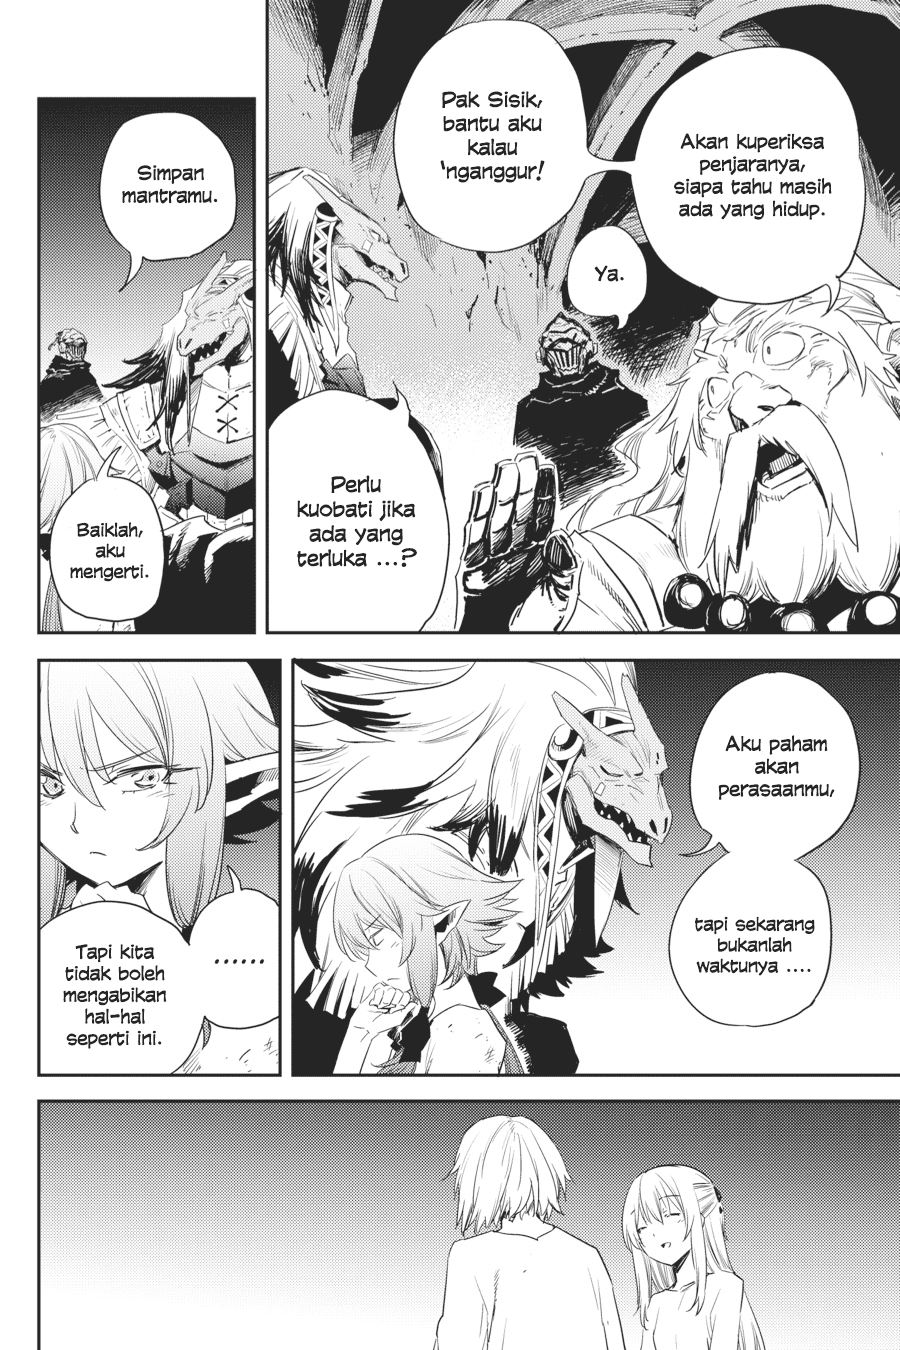 Akan kuperiksa
penjaranya,
siapa tahu masih
ada yang hidup.
Pak Sisik,
bantu aku
kalau
'nganggur!
Ya.
Perlu
kuobati jika
ada yang
terluka ...?
Simpan
mantramu.
Baiklah,
aku
mengerti.
Aku paham
akan
perasaanmu,
tapi sekarang
bukanlah
waktunya ....
......
Tapi kita
tidak boleh
mengabikan
hal-hal
seperti ini.